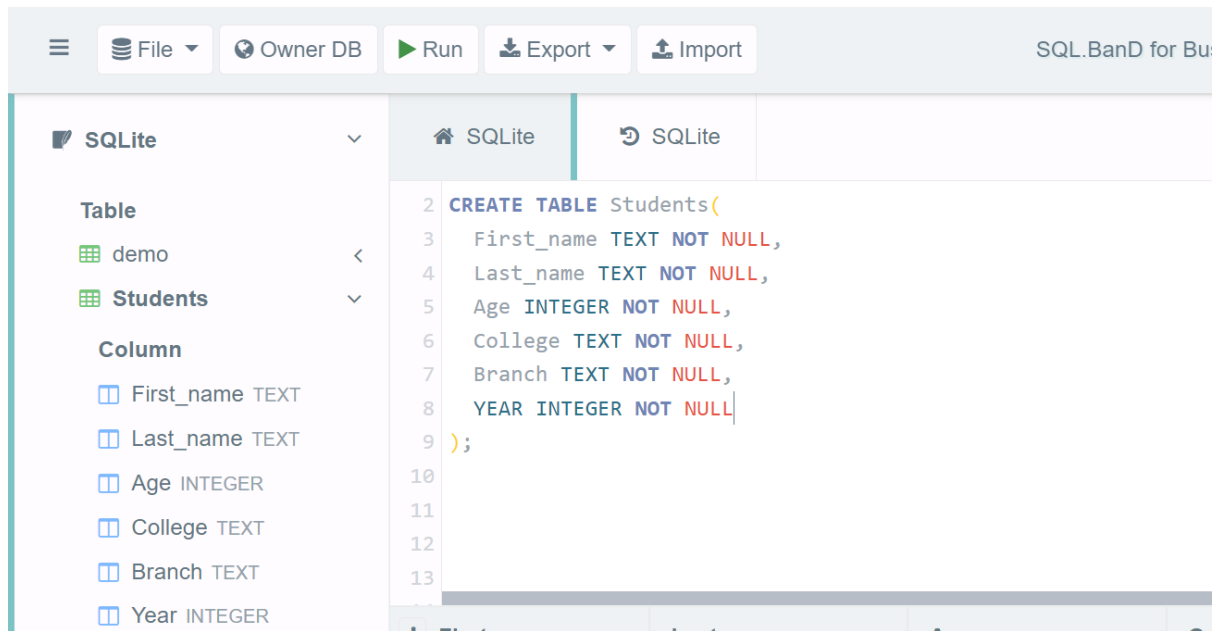 File Owner DB Run Export Import SQL.BanD for
SQLite
Table
demo
Students
Column
First_name TEXT
Last_name TEXT
Age INTEGER
College TEXT
Branch TEXT
Year INTEGER
SQLite SQLite
2 CREATE TABLE Students(
3 First_name TEXT NOT NULL,
4 Last_name TEXT NOT NULL,
5 Age INTEGER NOT NULL,
6 College TEXT NOT NULL,
7 Branch TEXT NOT NULL,
8 YEAR INTEGER NOT NULL
9 );
10
11
12
13